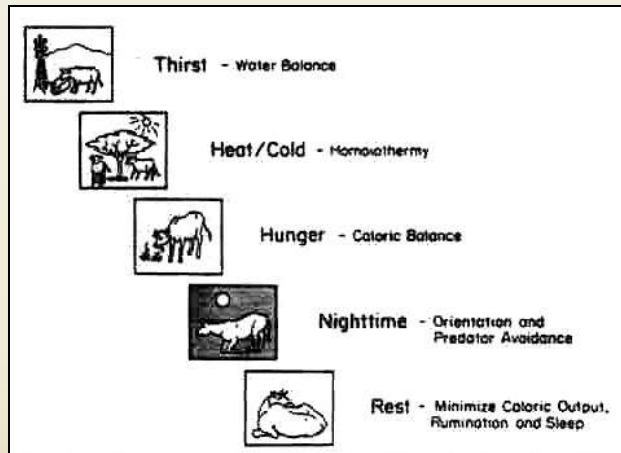 Thirst - Water Balance
Heat/Cold - Homoiothermy
Hunger - Caloric Balance
Nighttime - Orientation and
Predator Avoidance
Rest - Minimize Caloric Output,
Rumination and Sleep